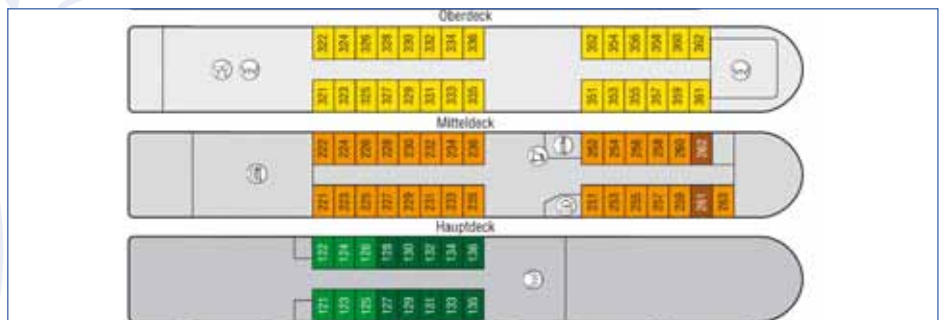 Oberdeck
322 324 326 328 330 332 334 336 352 354 356 358 360 362
321 323 325 327 329 331 333 335 351 353 355 357 359 361
Mitteldeck
222 224 226 228 230 232 234 236 252 254 256 258 260 262
221 223 225 227 229 231 233 235 251 253 255 257 259 261 263
Hauptdeck
122 124 126 128 130 132 134 136
121 123 125 127 129 131 133 135